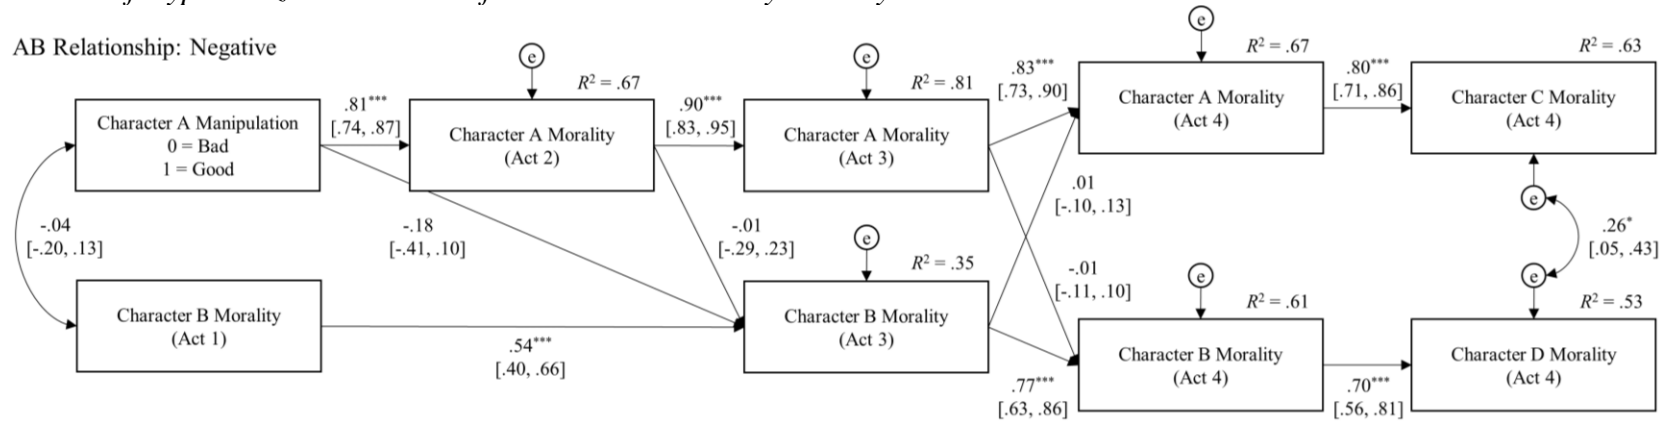 AB Relationship: Negative
e
R² = .67
Character A Manipulation
0 = Bad
1 = Good
.81***
[.74, .87]
Character A Morality
(Act 2)
.90***
[.83, .95]
e
R² = .81
Character A Morality
(Act 3)
.83***
[.73, .90]
e
R² = .67
Character A Morality
(Act 4)
.80***
[.71, .86]
R² = .63
Character C Morality
(Act 4)
e
-.04
[-.20, .13]
-.18
[-.41, .10]
-.01
[-.29, .23]
.01
[-.10, .13]
-.01
[-.11, .10]
.26*
[.05, .43]
Character B Morality
(Act 1)
.54***
[.40, .66]
e
R² = .35
Character B Morality
(Act 3)
.77***
[.63, .86]
e
R² = .61
Character B Morality
(Act 4)
.70***
[.56, .81]
e
R² = .53
Character D Morality
(Act 4)